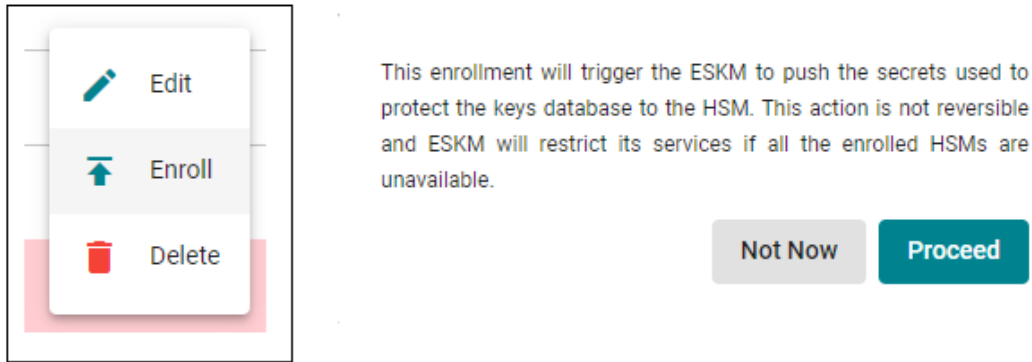 Edit
Enroll
Delete
This enrollment will trigger the ESKM to push the secrets used to
protect the keys database to the HSM. This action is not reversible
and ESKM will restrict its services if all the enrolled HSMs are
unavailable.
Not Now
Proceed